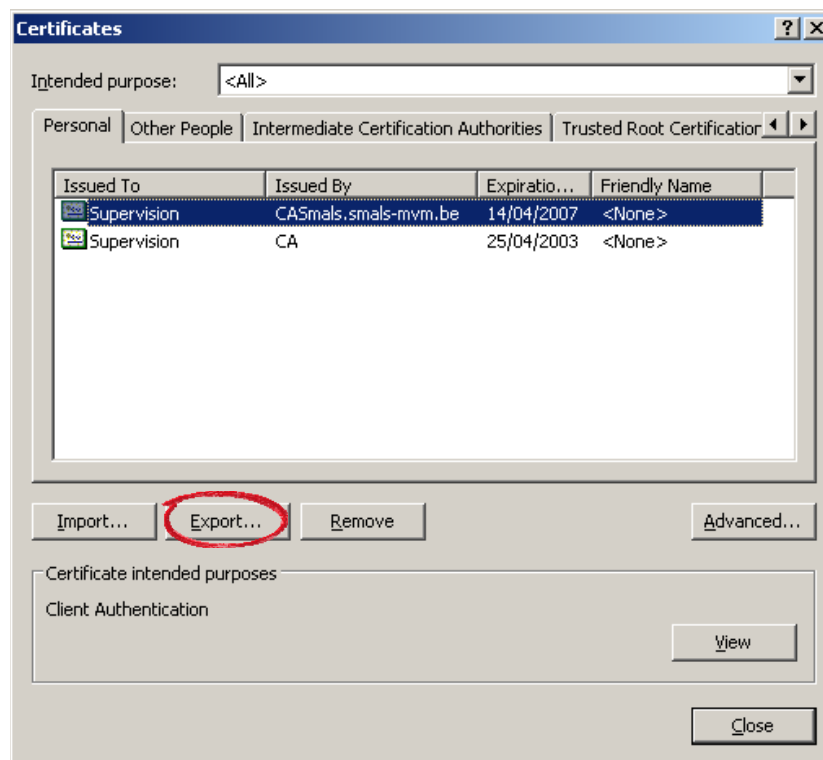 Certificates
Intended purpose: <All>
Personal Other People Intermediate Certification Authorities Trusted Root Certification
Issued To Issued By Expiratio... Friendly Name
Supervision CASmals.smals-mvm.be 14/04/2007 <None>
Supervision CA 25/04/2003 <None>
Import... Export... Remove Advanced...
Certificate intended purposes
Client Authentication
View
Close